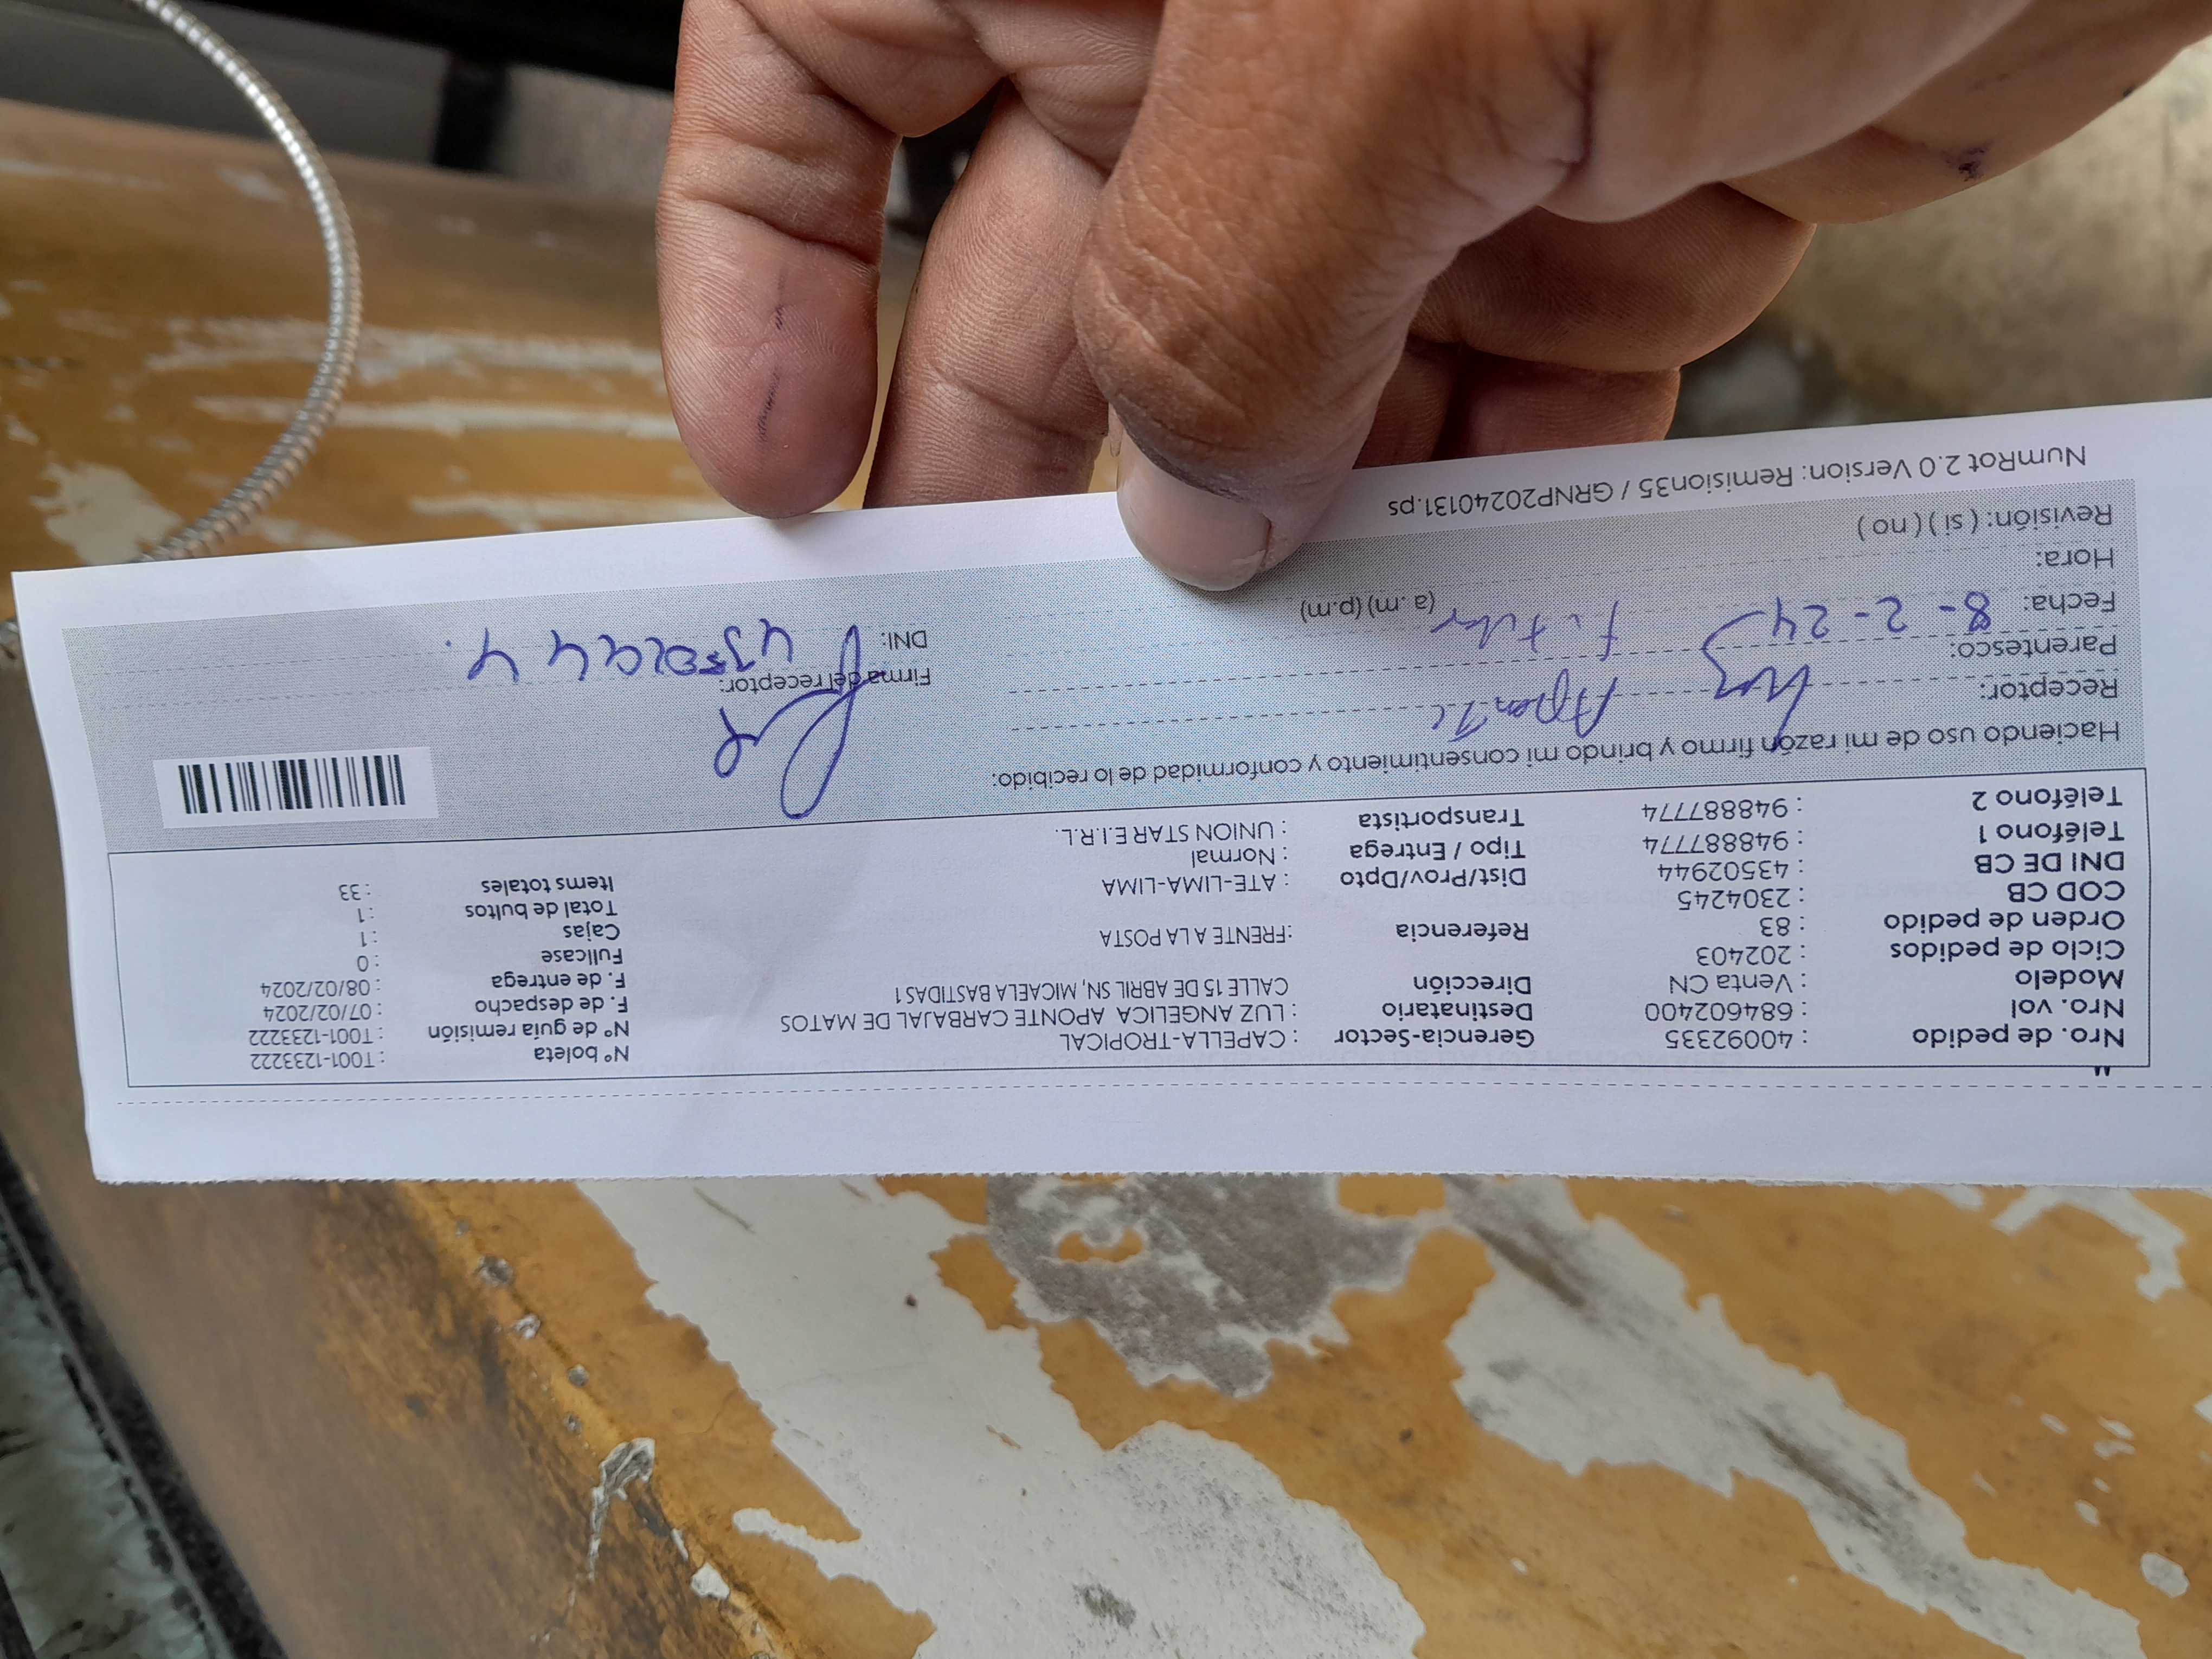 Nro. de pedido : 40092335 Gerencia-Sector : CAPELLA-TROPICAL Nº boleta : T001-1233222
Nro. vol : 684602400 Destinatario : LUZ ANGELICA APONTE CARBAJAL DE MATOS Nº de guía remisión : T001-1233222
Modelo : Venta CN Dirección CALLE 15 DE ABRIL SN, MICAELA BASTIDAS 1 F. de despacho : 07/02/2024
Ciclo de pedidos : 202403 F. de entrega : 08/02/2024
Orden de pedido : 83 Referencia :FRENTE A LA POSTA Fullcase : 0
COD CB : 2304245 Cajas : 1
DNI DE CB : 43502944 Dist/Prov/Dpto : ATE-LIMA-LIMA Total de bultos : 1
Teléfono 1 : 948887774 Tipo / Entrega : Normal Items totales : 33
Teléfono 2 : 948887774 Transportista : UNION STAR E.I.R.L.
Haciendo uso de mi razón firmo y brindo mi consentimiento y conformidad de lo recibido:
Receptor: Luz Aponte Firma del receptor:
Parentesco: DNI: 43502944
Fecha: 8-2-24 (a .m) (p.m)
Hora:
Revisión: ( si ) ( no )
NumRot 2.0 Version: Remision35 / GRNP20240131.ps